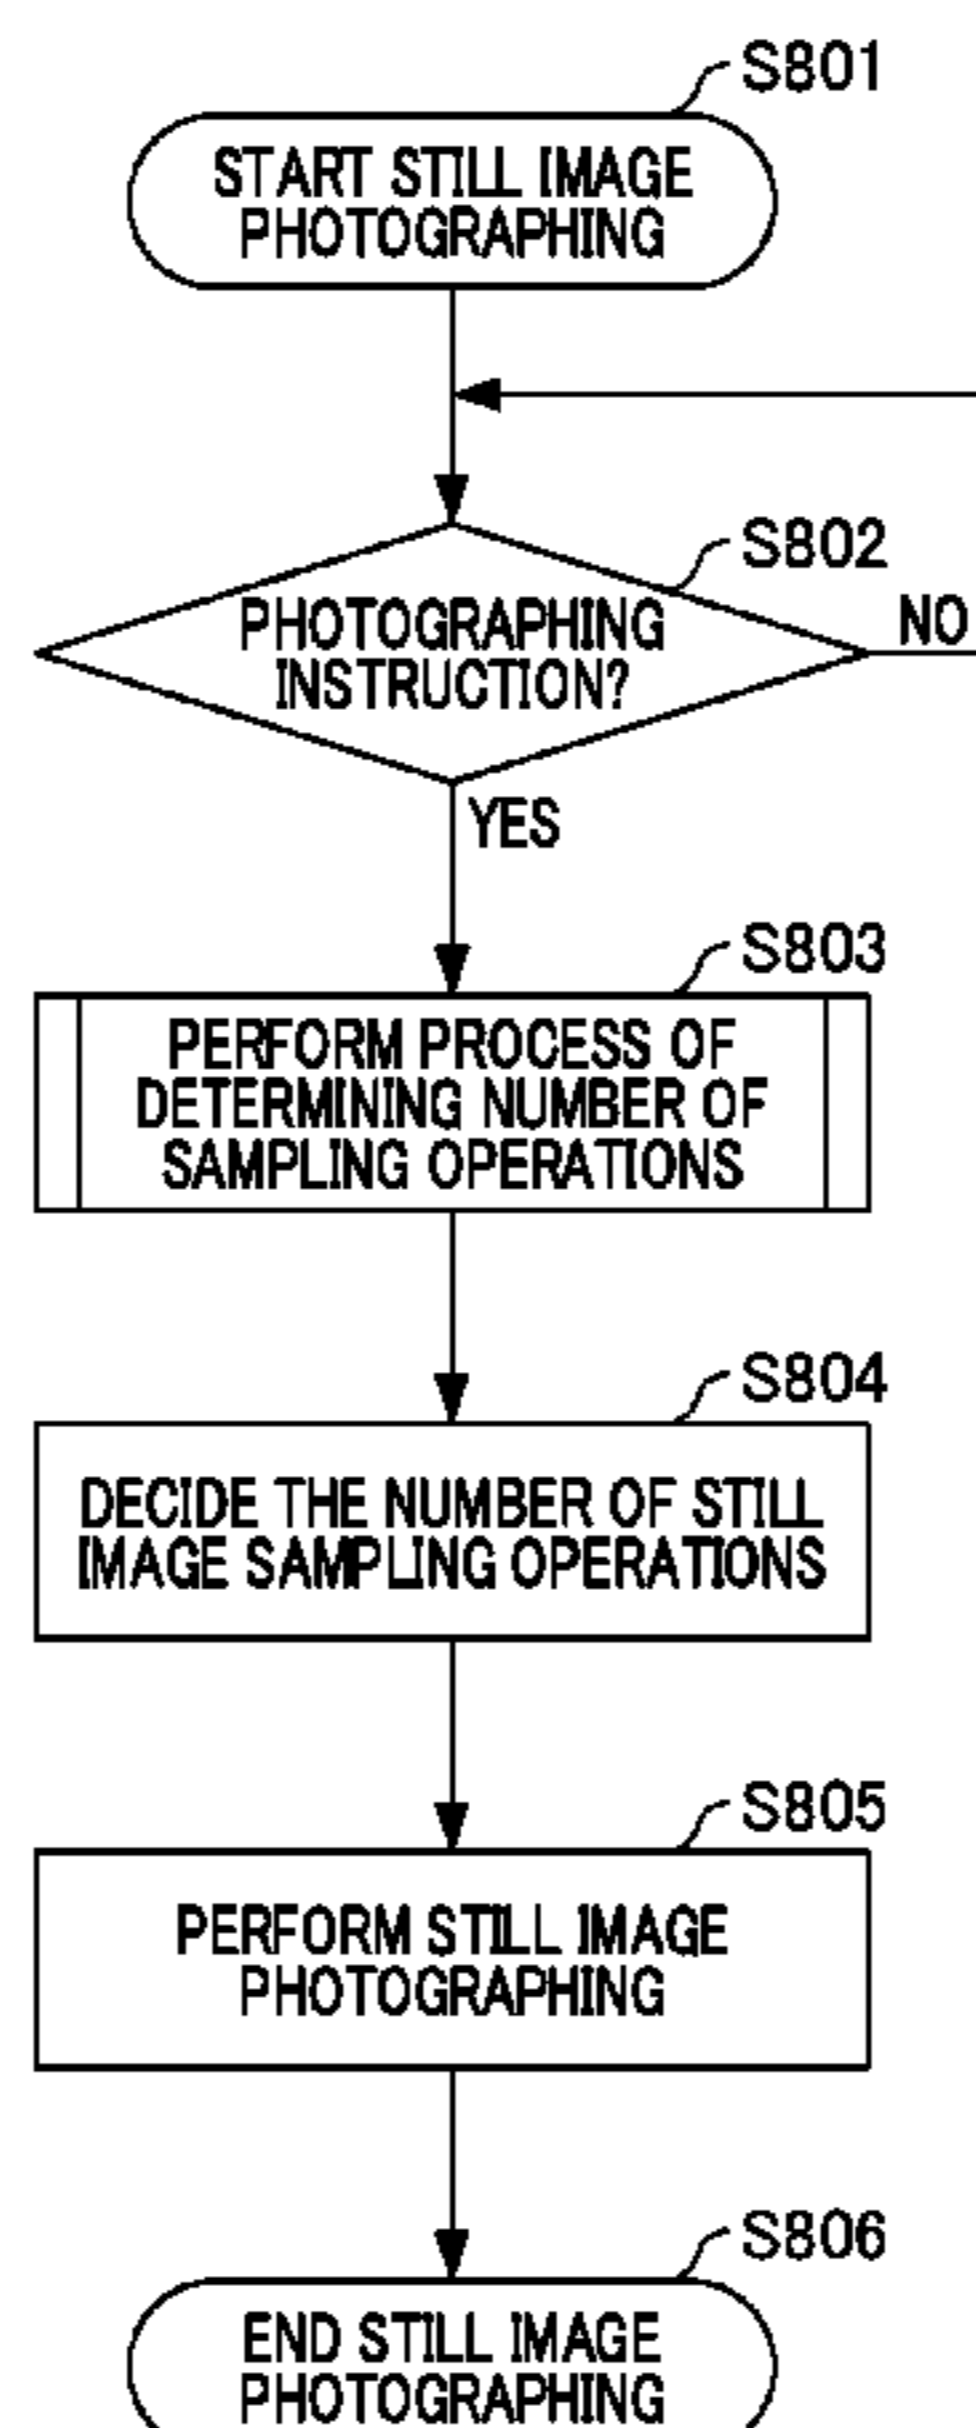 S801
START STILL IMAGE
PHOTOGRAPHING
S802
PHOTOGRAPHING
INSTRUCTION?
NO
YES
S803
PERFORM PROCESS OF
DETERMINING NUMBER OF
SAMPLING OPERATIONS
S804
DECIDE THE NUMBER OF STILL
IMAGE SAMPLING OPERATIONS
S805
PERFORM STILL IMAGE
PHOTOGRAPHING
S806
END STILL IMAGE
PHOTOGRAPHING